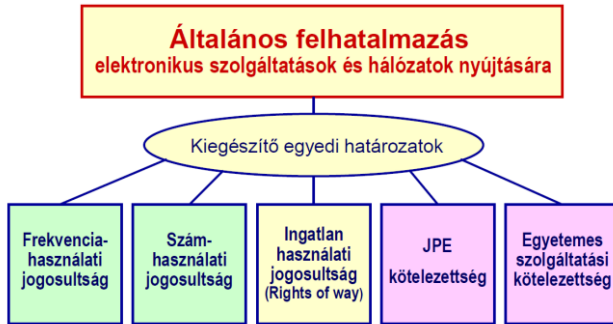 Általános felhatalmazás
elektronikus szolgáltatások és hálózatok nyújtására
Kiegészítő egyedi határozatok
Frekvencia-
használati
jogosultság
Szám-
használati
jogosultság
Ingatlan
használati
jogosultság
(Rights of way)
JPE
kötelezettség
Egyetemes
szolgáltatási
kötelezettség